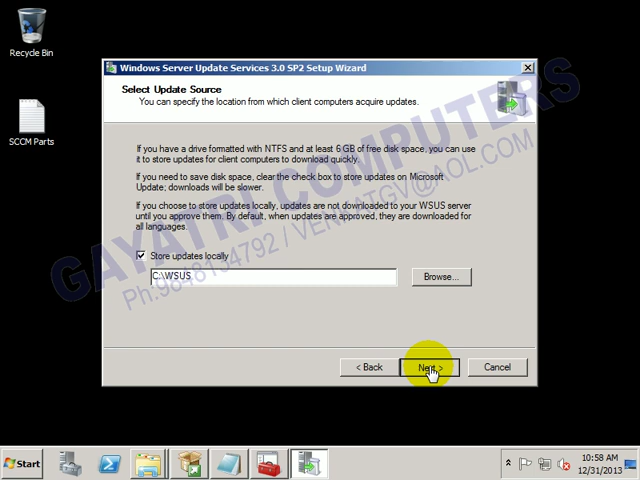 Recycle Bin
SCCM Parts
Windows Server Update Services 3.0 SP2 Setup Wizard
Select Update Source
You can specify the location from which client computers acquire updates.
If you have a drive formatted with NTFS and at least 6 GB of free disk space, you can use
it to store updates for client computers to download quickly.
If you need to save disk space, clear the check box to store updates on Microsoft
Update; downloads will be slower.
If you choose to store updates locally, updates are not downloaded to your WSUS server
until you approve them. By default, when updates are approved, they are downloaded for
all languages.
Store updates locally
C:\WSUS
Browse...
< Back
Next >
Cancel
GAYATRI COMPUTERS
Ph:9848134792 / VENKATGV@AOL.COM
Start
10:58 AM
12/31/2013